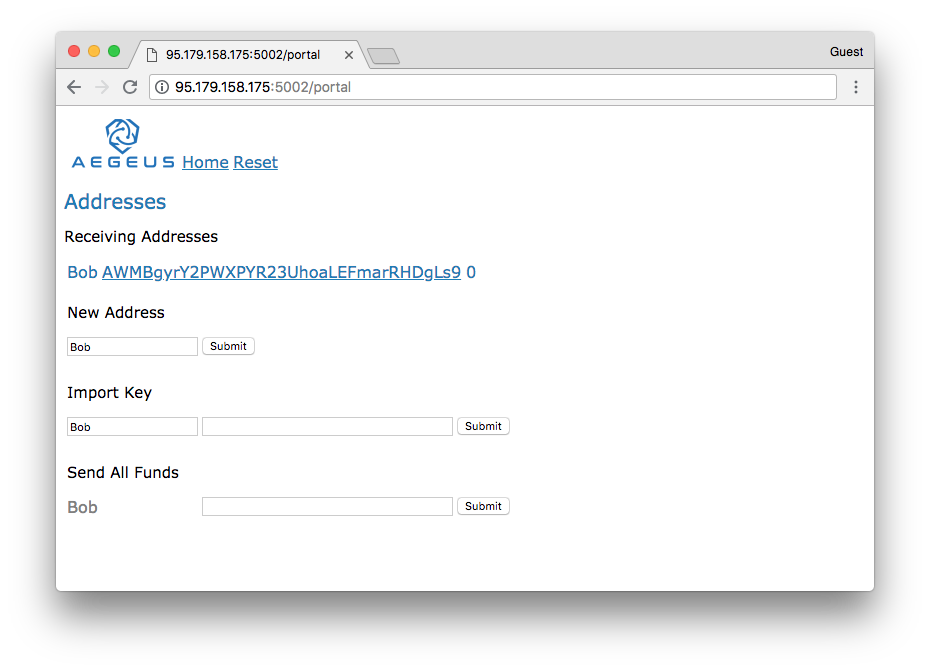 95.179.158.175:5002/portal
Guest
95.179.158.175:5002/portal
AEGEUS Home Reset
Addresses
Receiving Addresses
Bob AWMBgyrY2PWXPYR23UhoaLEFmarRHDgLs9 0
New Address
Bob Submit
Import Key
Bob Submit
Send All Funds
Bob Submit